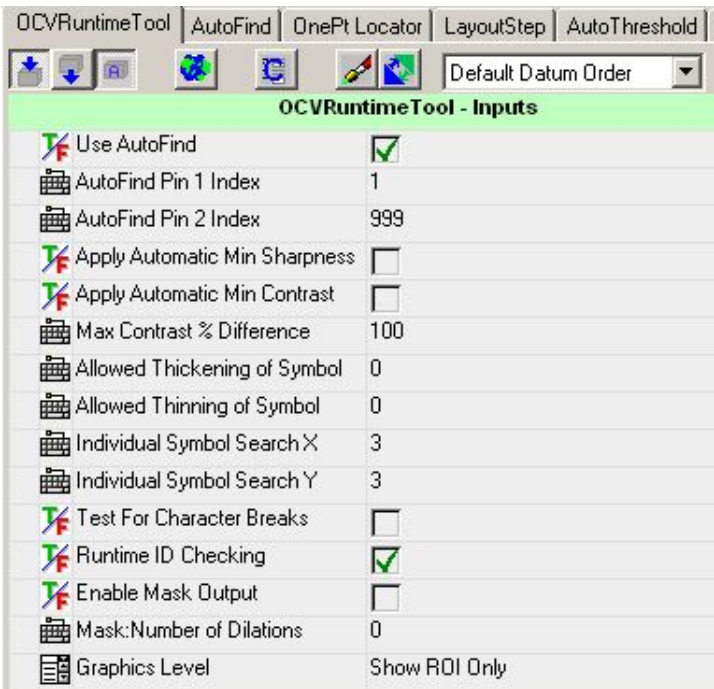 OCVRuntimeTool AutoFind OnePt Locator LayoutStep AutoThreshold
A Default Datum Order
OCVRuntimeTool - Inputs
T/F Use AutoFind
AutoFind Pin 1 Index 1
AutoFind Pin 2 Index 999
T/F Apply Automatic Min Sharpness
T/F Apply Automatic Min Contrast
Max Contrast % Difference 100
Allowed Thickening of Symbol 0
Allowed Thinning of Symbol 0
Individual Symbol Search X 3
Individual Symbol Search Y 3
T/F Test For Character Breaks
T/F Runtime ID Checking
T/F Enable Mask Output
Mask:Number of Dilations 0
Graphics Level Show ROI Only